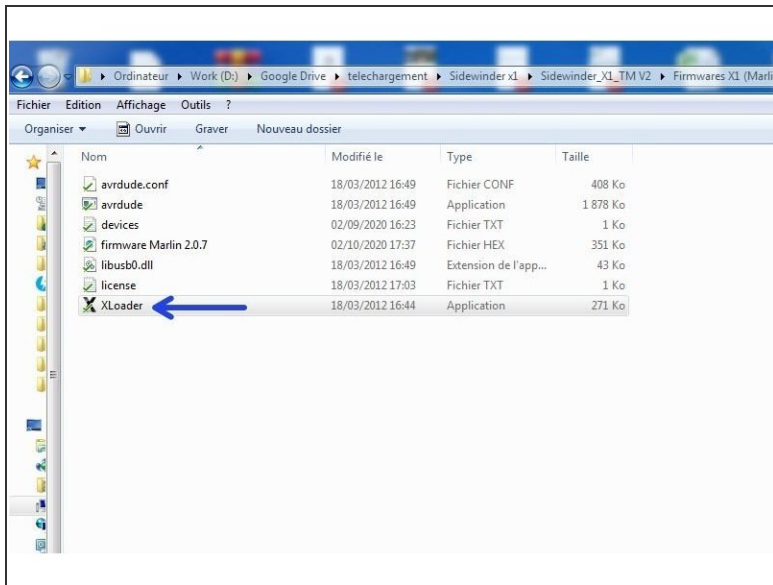 Ordinateur Work (D:) Google Drive telechargement Sidewinder x1 Sidewinder_X1_TM V2 Firmwares X1 (Marli
Fichier Edition Affichage Outils ?
Organiser Ouvrir Graver Nouveau dossier
Nom Modifié le Type Taille
avrdude.conf 18/03/2012 16:49 Fichier CONF 408 Ko
avrdude 18/03/2012 16:49 Application 1 878 Ko
devices 02/09/2020 16:23 Fichier TXT 1 Ko
firmware Marlin 2.0.7 02/10/2020 17:37 Fichier HEX 351 Ko
libusb0.dll 18/03/2012 16:49 Extension de l'app... 43 Ko
license 18/03/2012 17:03 Fichier TXT 1 Ko
XLoader 18/03/2012 16:44 Application 271 Ko